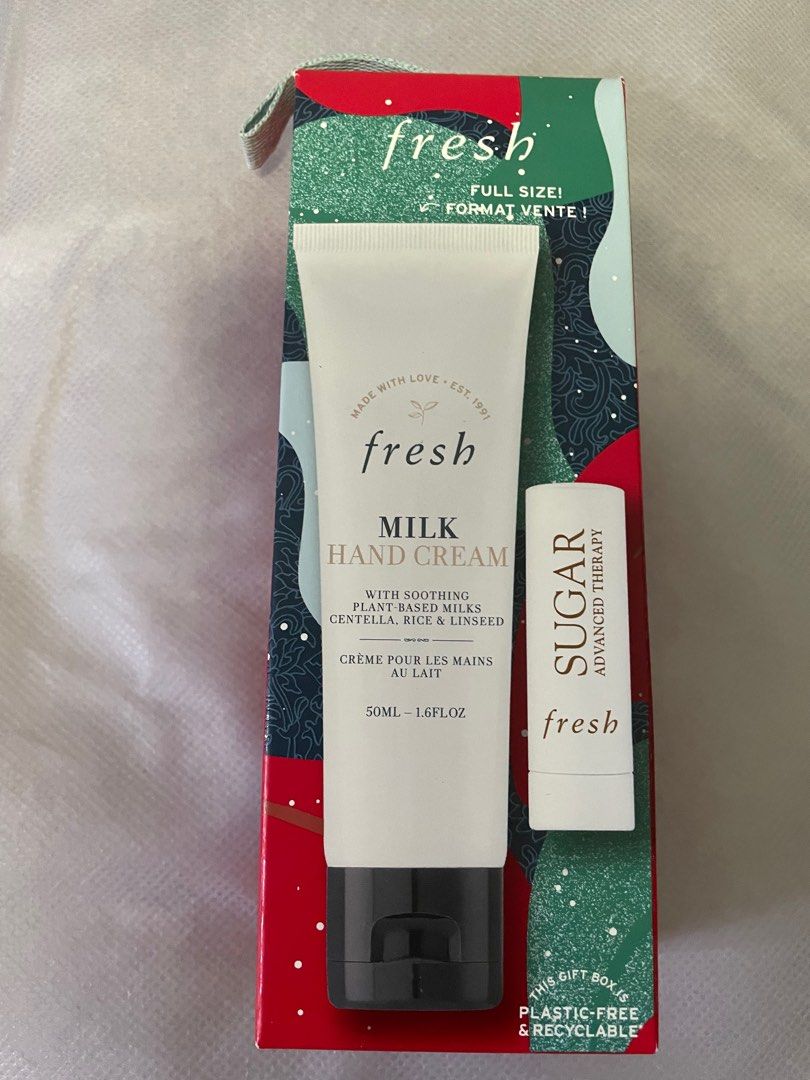 fresh
FULL SIZE!
FORMAT VENTE !
MADE WITH LOVE • EST. 1991
fresh
MILK
HAND CREAM
WITH SOOTHING
PLANT-BASED MILKS
CENTELLA, RICE & LINSEED
CRÈME POUR LES MAINS
AU LAIT
50ML – 1.6FLOZ
SUGAR
ADVANCED THERAPY
fresh
THIS GIFT BOX IS
PLASTIC-FREE
& RECYCLABLE*